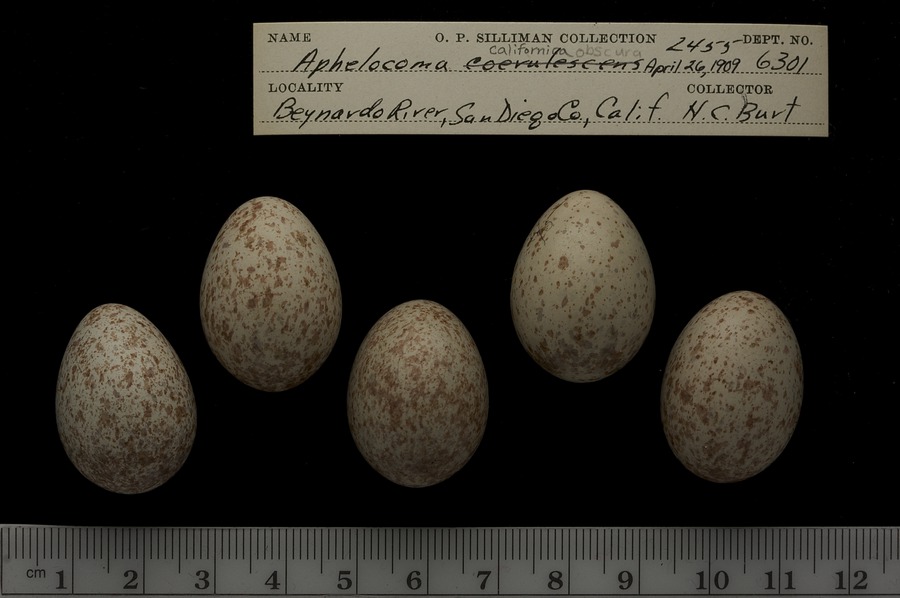 NAME O. P. SILLIMAN COLLECTION 2455 DEPT. NO.
californica obscura
Aphelocoma coerulescens April 26, 1909 6301
LOCALITY COLLECTOR
Beynardo River, San Diego Co., Calif. H. C. Burt
cm 1 2 3 4 5 6 7 8 9 10 11 12